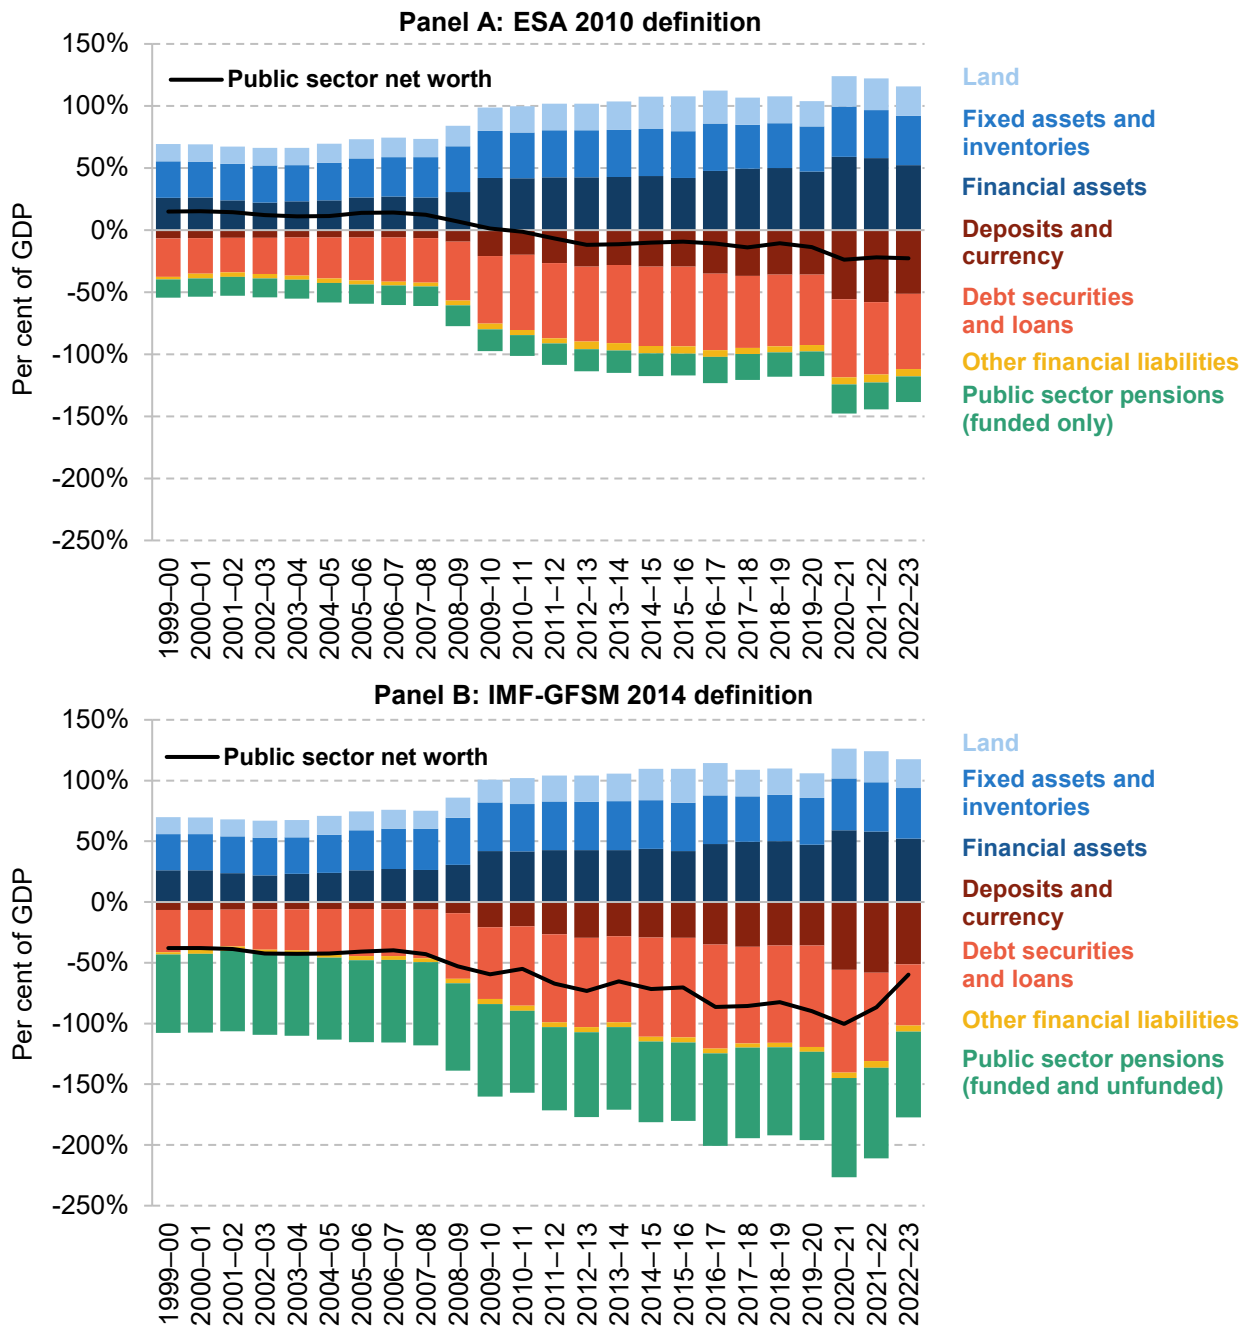 Panel A: ESA 2010 definition
150%
100%
50%
0%
-50%
-100%
-150%
-200%
-250%
Per cent of GDP
Public sector net worth
Land
Fixed assets and
inventories
Financial assets
Deposits and
currency
Debt securities
and loans
Other financial liabilities
Public sector pensions
(funded only)
1999–00
2000–01
2001–02
2002–03
2003–04
2004–05
2005–06
2006–07
2007–08
2008–09
2009–10
2010–11
2011–12
2012–13
2013–14
2014–15
2015–16
2016–17
2017–18
2018–19
2019–20
2020–21
2021–22
2022–23
Panel B: IMF-GFSM 2014 definition
150%
100%
50%
0%
-50%
-100%
-150%
-200%
-250%
Per cent of GDP
Public sector net worth
Land
Fixed assets and
inventories
Financial assets
Deposits and
currency
Debt securities
and loans
Other financial liabilities
Public sector pensions
(funded and unfunded)
1999–00
2000–01
2001–02
2002–03
2003–04
2004–05
2005–06
2006–07
2007–08
2008–09
2009–10
2010–11
2011–12
2012–13
2013–14
2014–15
2015–16
2016–17
2017–18
2018–19
2019–20
2020–21
2021–22
2022–23